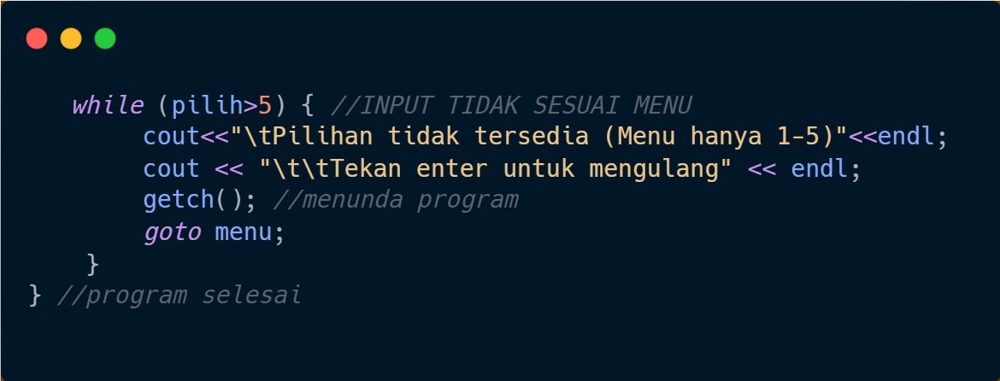 while (pilih>5) { //INPUT TIDAK SESUAI MENU
cout<<"\tPilihan tidak tersedia (Menu hanya 1-5)"<<endl;
cout << "\t\tTekan enter untuk mengulang" << endl;
getch(); //menunda program
goto menu;
}
} //program selesai